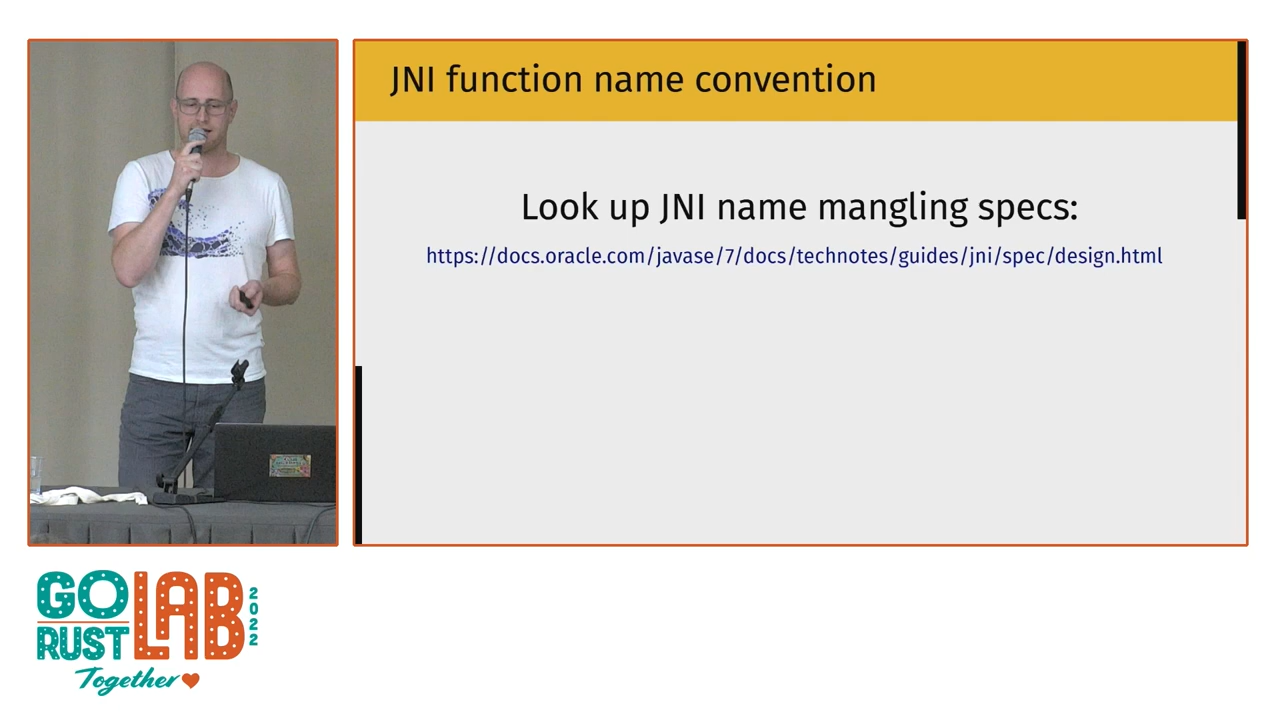 JNI function name convention
Look up JNI name mangling specs:
https://docs.oracle.com/javase/7/docs/technotes/guides/jni/spec/design.html
GO LAB 2022
RUST
Together